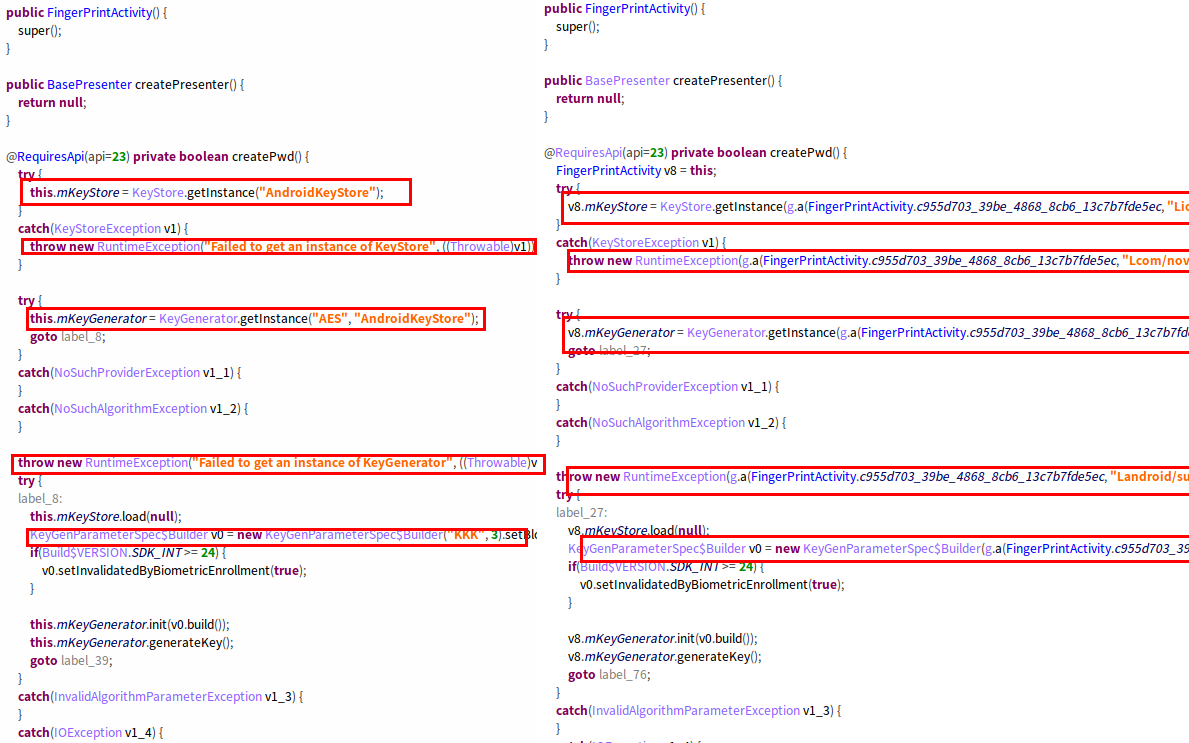 public FingerPrintActivity() {
super();
}
public BasePresenter createPresenter() {
return null;
}
@RequiresApi(api=23) private boolean createPwd() {
try {
this.mKeyStore = KeyStore.getInstance("AndroidKeyStore");
}
catch(KeyStoreException v1) {
throw new RuntimeException("Failed to get an instance of KeyStore", ((Throwable)v1))
}
try {
this.mKeyGenerator = KeyGenerator.getInstance("AES", "AndroidKeyStore");
goto label_8;
}
catch(NoSuchProviderException v1_1) {
}
catch(NoSuchAlgorithmException v1_2) {
}
throw new RuntimeException("Failed to get an instance of KeyGenerator", ((Throwable)v
try {
label_8:
this.mKeyStore.load(null);
KeyGenParameterSpec$Builder v0 = new KeyGenParameterSpec$Builder("KKK", 3).setBlo
if(Build$VERSION.SDK_INT >= 24) {
v0.setInvalidatedByBiometricEnrollment(true);
}
this.mKeyGenerator.init(v0.build());
this.mKeyGenerator.generateKey();
goto label_39;
}
catch(InvalidAlgorithmParameterException v1_3) {
}
catch(IOException v1_4) {
public FingerPrintActivity() {
super();
}
public BasePresenter createPresenter() {
return null;
}
@RequiresApi(api=23) private boolean createPwd() {
FingerPrintActivity v8 = this;
try {
v8.mKeyStore = KeyStore.getInstance(g.a(FingerPrintActivity.c955d703_39be_4868_8cb6_13c7b7fde5ec, "Lc
}
catch(KeyStoreException v1) {
throw new RuntimeException(g.a(FingerPrintActivity.c955d703_39be_4868_8cb6_13c7b7fde5ec, "Lcom/nov
}
try {
v8.mKeyGenerator = KeyGenerator.getInstance(g.a(FingerPrintActivity.c955d703_39be_4868_8cb6_13c7b7fd
goto label_27;
}
catch(NoSuchProviderException v1_1) {
}
catch(NoSuchAlgorithmException v1_2) {
}
throw new RuntimeException(g.a(FingerPrintActivity.c955d703_39be_4868_8cb6_13c7b7fde5ec, "Landroid/su
try {
label_27:
v8.mKeyStore.load(null);
KeyGenParameterSpec$Builder v0 = new KeyGenParameterSpec$Builder(g.a(FingerPrintActivity.c955d703_39
if(Build$VERSION.SDK_INT >= 24) {
v0.setInvalidatedByBiometricEnrollment(true);
}
v8.mKeyGenerator.init(v0.build());
v8.mKeyGenerator.generateKey();
goto label_76;
}
catch(InvalidAlgorithmParameterException v1_3) {
}